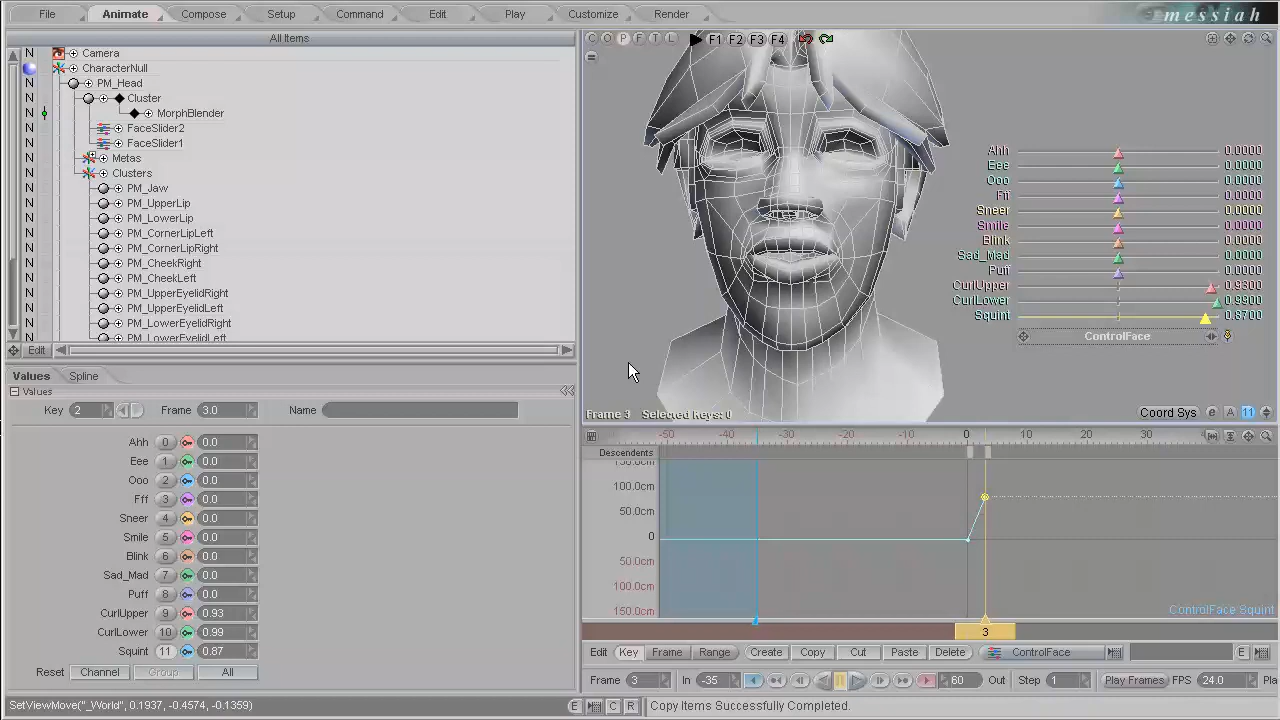 File Animate Compose Setup Command Edit Play Customize Render messiah
All Items
C O P F T L F1 F2 F3 F4
N Camera
N CharacterNull
N PM_Head
N Cluster
N MorphBlender
N FaceSlider2
N FaceSlider1
N Metas
N Clusters
N PM_Jaw
N PM_UpperLip
N PM_LowerLip
N PM_CornerLipLeft
N PM_CornerLipRight
N PM_CheekRight
N PM_CheekLeft
N PM_UpperEyelidRight
N PM_UpperEyelidLeft
N PM_LowerEyelidRight
N PM_LowerEyelidLeft
Edit
Ahh 0.0000
Eee 0.0000
Ooo 0.0000
Fff 0.0000
Sneer 0.0000
Smile 0.0000
Blink 0.0000
Sad_Mad 0.0000
Puff 0.0000
CurlUpper 0.9300
CurlLower 0.9900
Squint 0.8700
ControlFace
Frame 3 Selected Keys: 0 Coord Sys e A 11
Values Spline
Values
Key 2 Frame 3.0 Name
Ahh 0 0.0
Eee 1 0.0
Ooo 2 0.0
Fff 3 0.0
Sneer 4 0.0
Smile 5 0.0
Blink 6 0.0
Sad_Mad 7 0.0
Puff 8 0.0
CurlUpper 9 0.93
CurlLower 10 0.99
Squint 11 0.87
Reset Channel Group All
-50 -40 -30 -20 -10 0 10 20 30
Descendents
150.0cm
100.0cm
50.0cm
0
50.0cm
100.0cm
150.0cm
ControlFace Squint
3
Edit Key Frame Range Create Copy Cut Paste Delete ControlFace E
Frame 3 In -35 60 Out Step 1 Play Frames FPS 24.0 Pla
SetViewMove("_World", 0.1937, -0.4574, -0.1359) E C R Copy Items Successfully Completed.